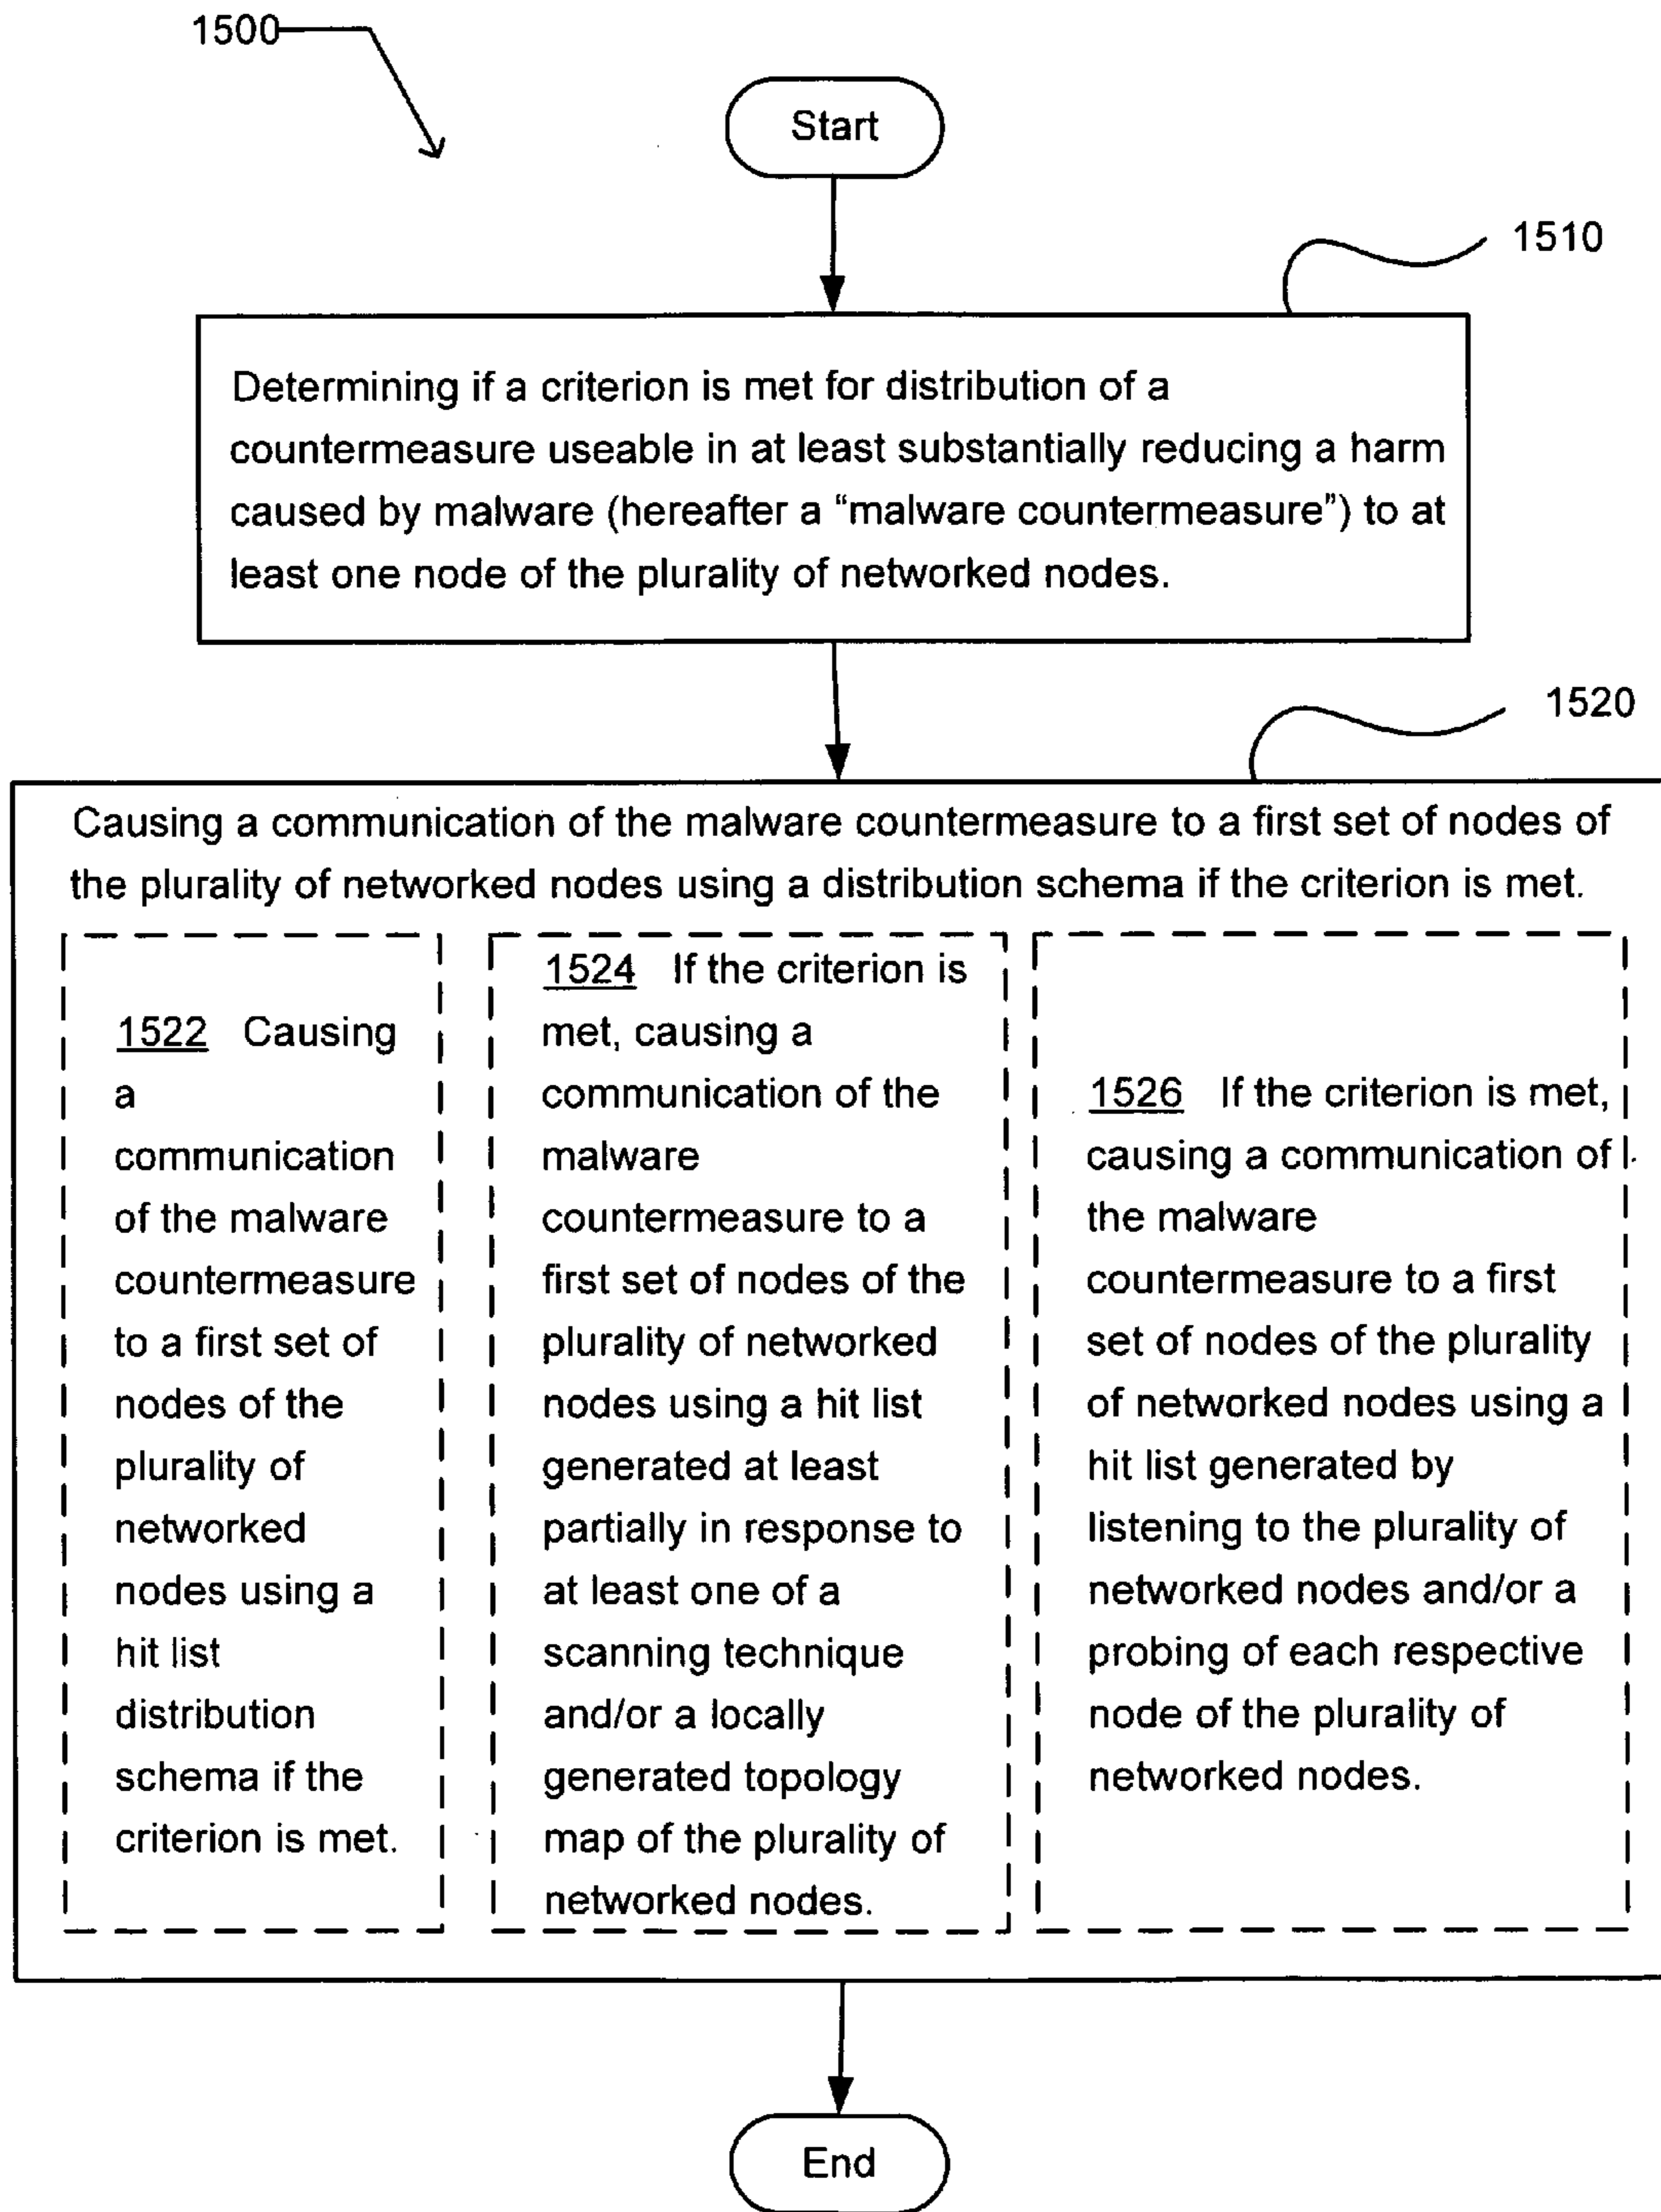 1500
Start
1510
Determining if a criterion is met for distribution of a
countermeasure useable in at least substantially reducing a harm
caused by malware (hereafter a “malware countermeasure”) to at
least one node of the plurality of networked nodes.
1520
Causing a communication of the malware countermeasure to a first set of nodes of
the plurality of networked nodes using a distribution schema if the criterion is met.
1522 Causing
a
communication
of the malware
countermeasure
to a first set of
nodes of the
plurality of
networked
nodes using a
hit list
distribution
schema if the
criterion is met.
1524 If the criterion is
met, causing a
communication of the
malware
countermeasure to a
first set of nodes of the
plurality of networked
nodes using a hit list
generated at least
partially in response to
at least one of a
scanning technique
and/or a locally
generated topology
map of the plurality of
networked nodes.
1526 If the criterion is met,
causing a communication of
the malware
countermeasure to a first
set of nodes of the plurality
of networked nodes using a
hit list generated by
listening to the plurality of
networked nodes and/or a
probing of each respective
node of the plurality of
networked nodes.
End